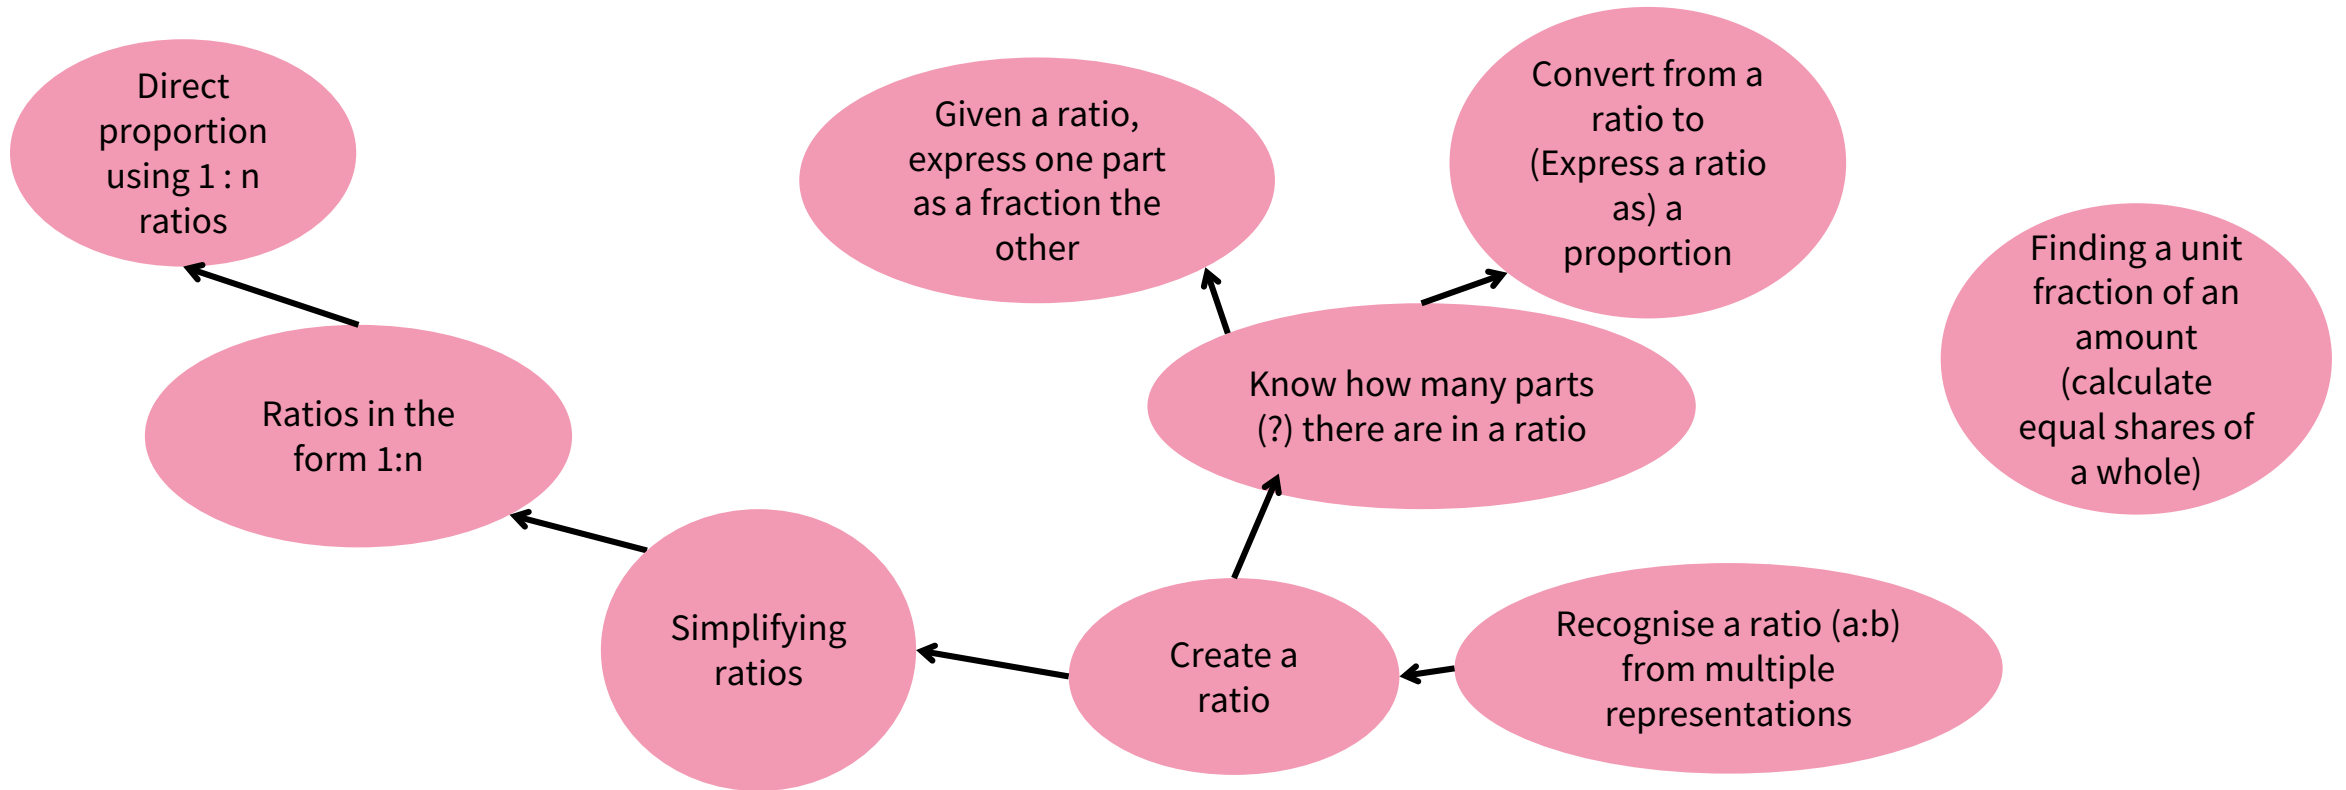 Direct
proportion
using 1 : n
ratios
Given a ratio,
express one part
as a fraction the
other
Convert from a
ratio to
(Express a ratio
as) a
proportion
Finding a unit
fraction of an
amount
(calculate
equal shares of
a whole)
Ratios in the
form 1:n
Know how many parts
(?) there are in a ratio
Simplifying
ratios
Create a
ratio
Recognise a ratio (a:b)
from multiple
representations